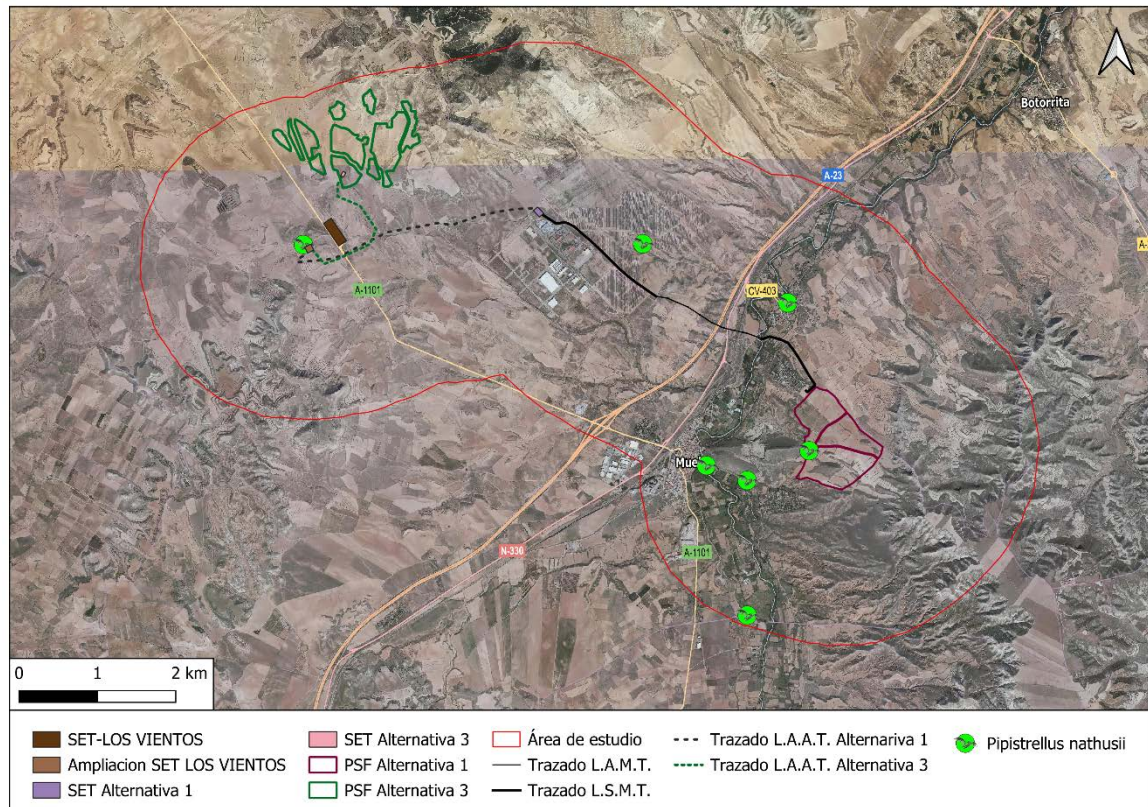 Botorrita
A-23
A-
A-1101
CV-403
Muel
N-330
A-1101
0 1 2 km
SET-LOS VIENTOS
Ampliacion SET LOS VIENTOS
SET Alternativa 1
SET Alternativa 3
PSF Alternativa 1
PSF Alternativa 3
Área de estudio
Trazado L.A.M.T.
Trazado L.S.M.T.
Trazado L.A.A.T. Alternariva 1
Trazado L.A.A.T. Alternativa 3
Pipistrellus nathusii